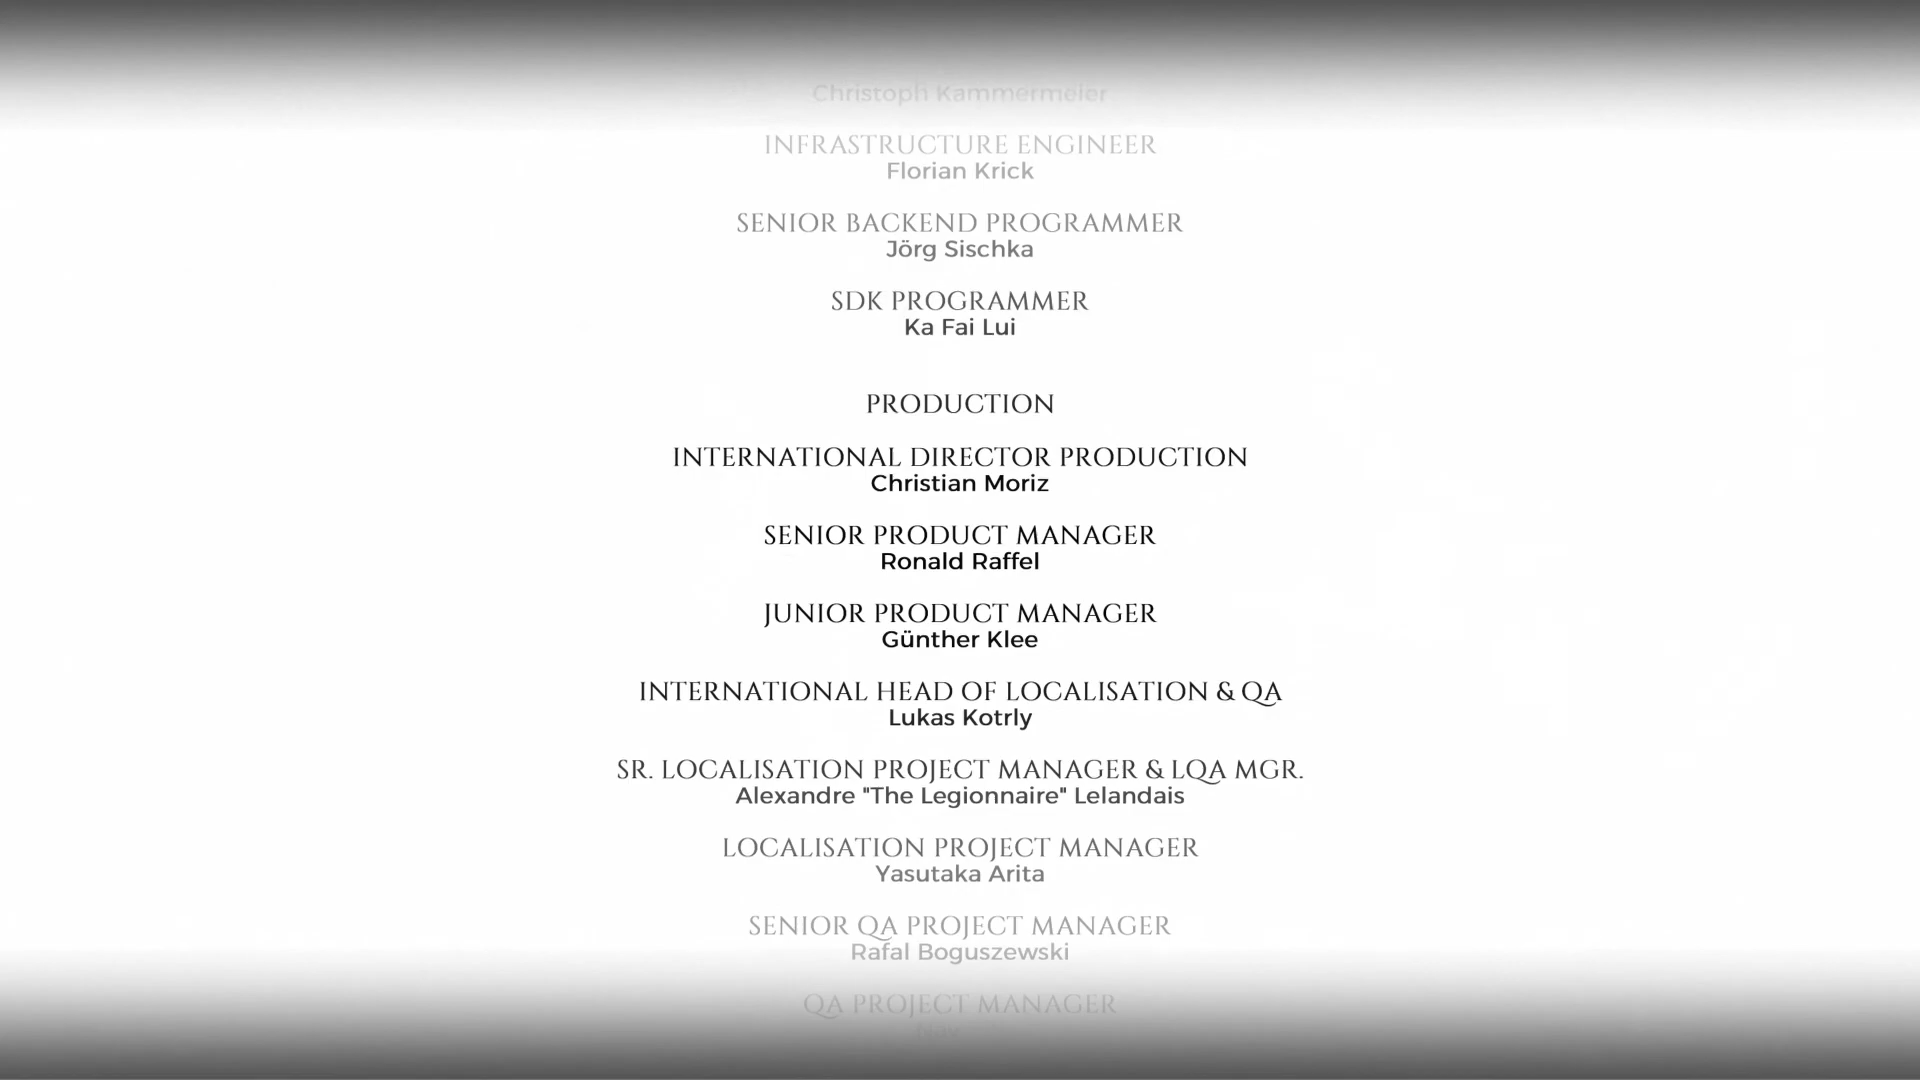 Christoph Kammermeier
INFRASTRUCTURE ENGINEER
Florian Krick
SENIOR BACKEND PROGRAMMER
Jörg Sischka
SDK PROGRAMMER
Ka Fai Lui
PRODUCTION
INTERNATIONAL DIRECTOR PRODUCTION
Christian Moriz
SENIOR PRODUCT MANAGER
Ronald Raffel
JUNIOR PRODUCT MANAGER
Günther Klee
INTERNATIONAL HEAD OF LOCALISATION & QA
Lukas Kotrly
SR. LOCALISATION PROJECT MANAGER & LQA MGR.
Alexandre "The Legionnaire" Lelandais
LOCALISATION PROJECT MANAGER
Yasutaka Arita
SENIOR QA PROJECT MANAGER
Rafal Boguszewski
QA PROJECT MANAGER